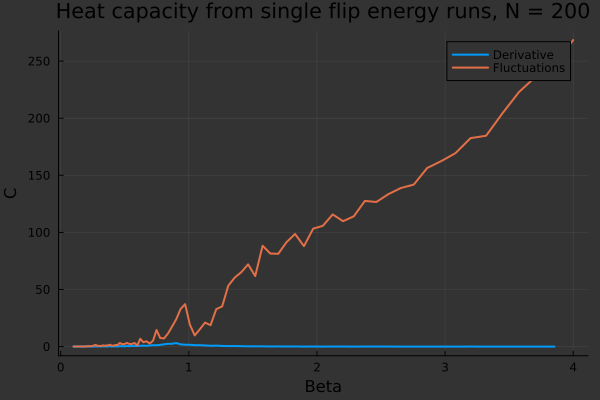 Heat capacity from single flip energy runs, N = 200
Derivative
Fluctuations
250
200
150
100
50
0
C
0
1
2
3
4
Beta